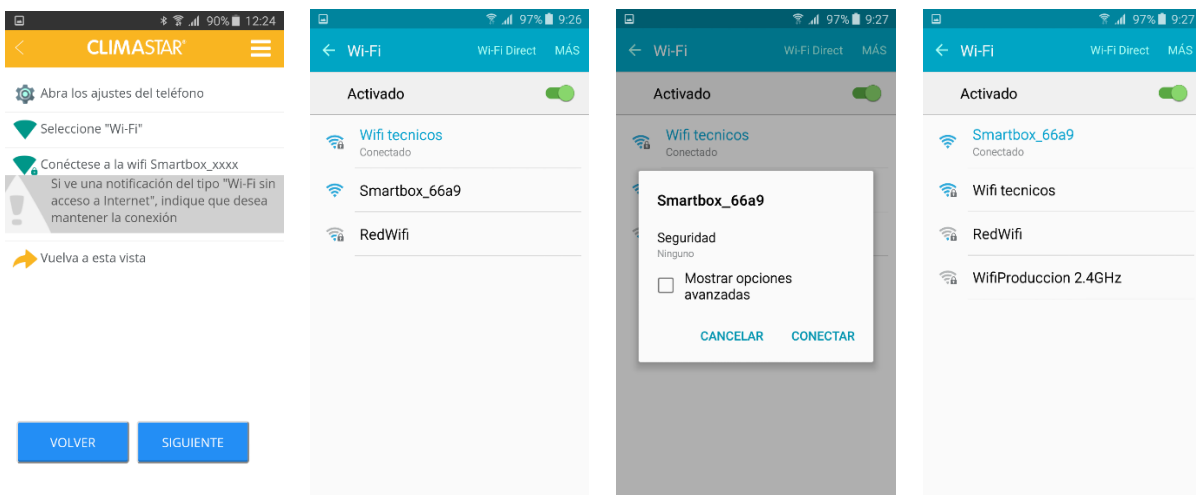 90% 12:24
CLIMASTAR®
Abra los ajustes del teléfono
Seleccione "Wi-Fi"
Conéctese a la wifi Smartbox_xxxx
Si ve una notificación del tipo "Wi-Fi sin
acceso a Internet", indique que desea
mantener la conexión
Vuelva a esta vista
VOLVER
SIGUIENTE
97% 9:26
Wi-Fi
Wi-Fi Direct
MÁS
Activado
Wifi tecnicos
Conectado
Smartbox_66a9
RedWifi
97% 9:27
Wi-Fi
Wi-Fi Direct
MÁS
Activado
Wifi tecnicos
Conectado
Smartbox_66a9
Seguridad
Ninguno
Mostrar opciones
avanzadas
CANCELAR
CONECTAR
97% 9:27
Wi-Fi
Wi-Fi Direct
MÁS
Activado
Smartbox_66a9
Conectado
Wifi tecnicos
RedWifi
WifiProduccion 2.4GHz